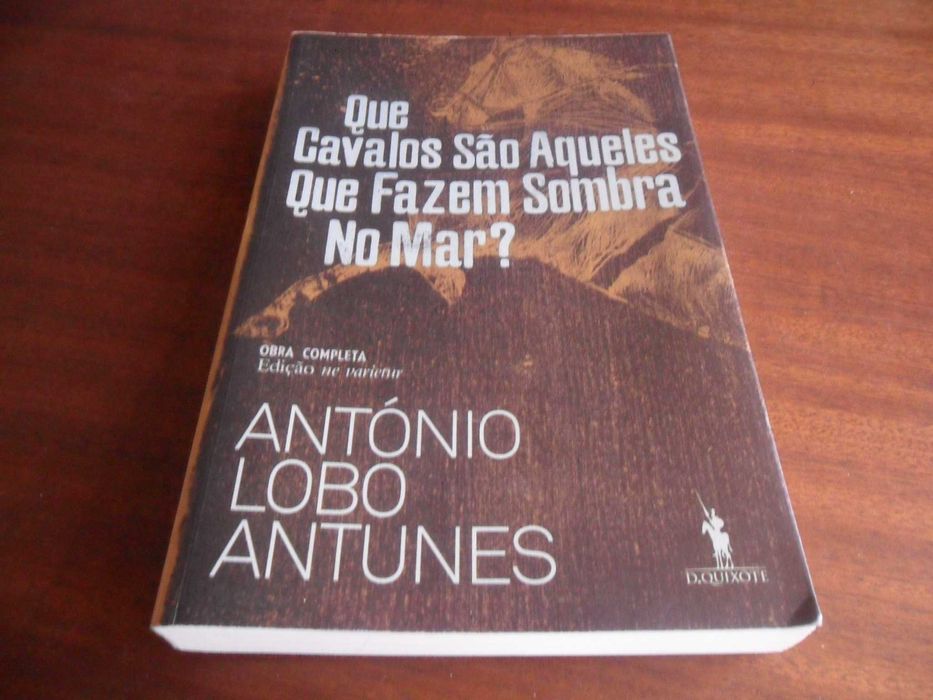 Que
Cavalos São Aqueles
Que Fazem Sombra
No Mar?
OBRA COMPLETA
Edição ne varietur
ANTÓNIO
LOBO
ANTUNES
D.QUIXOTE